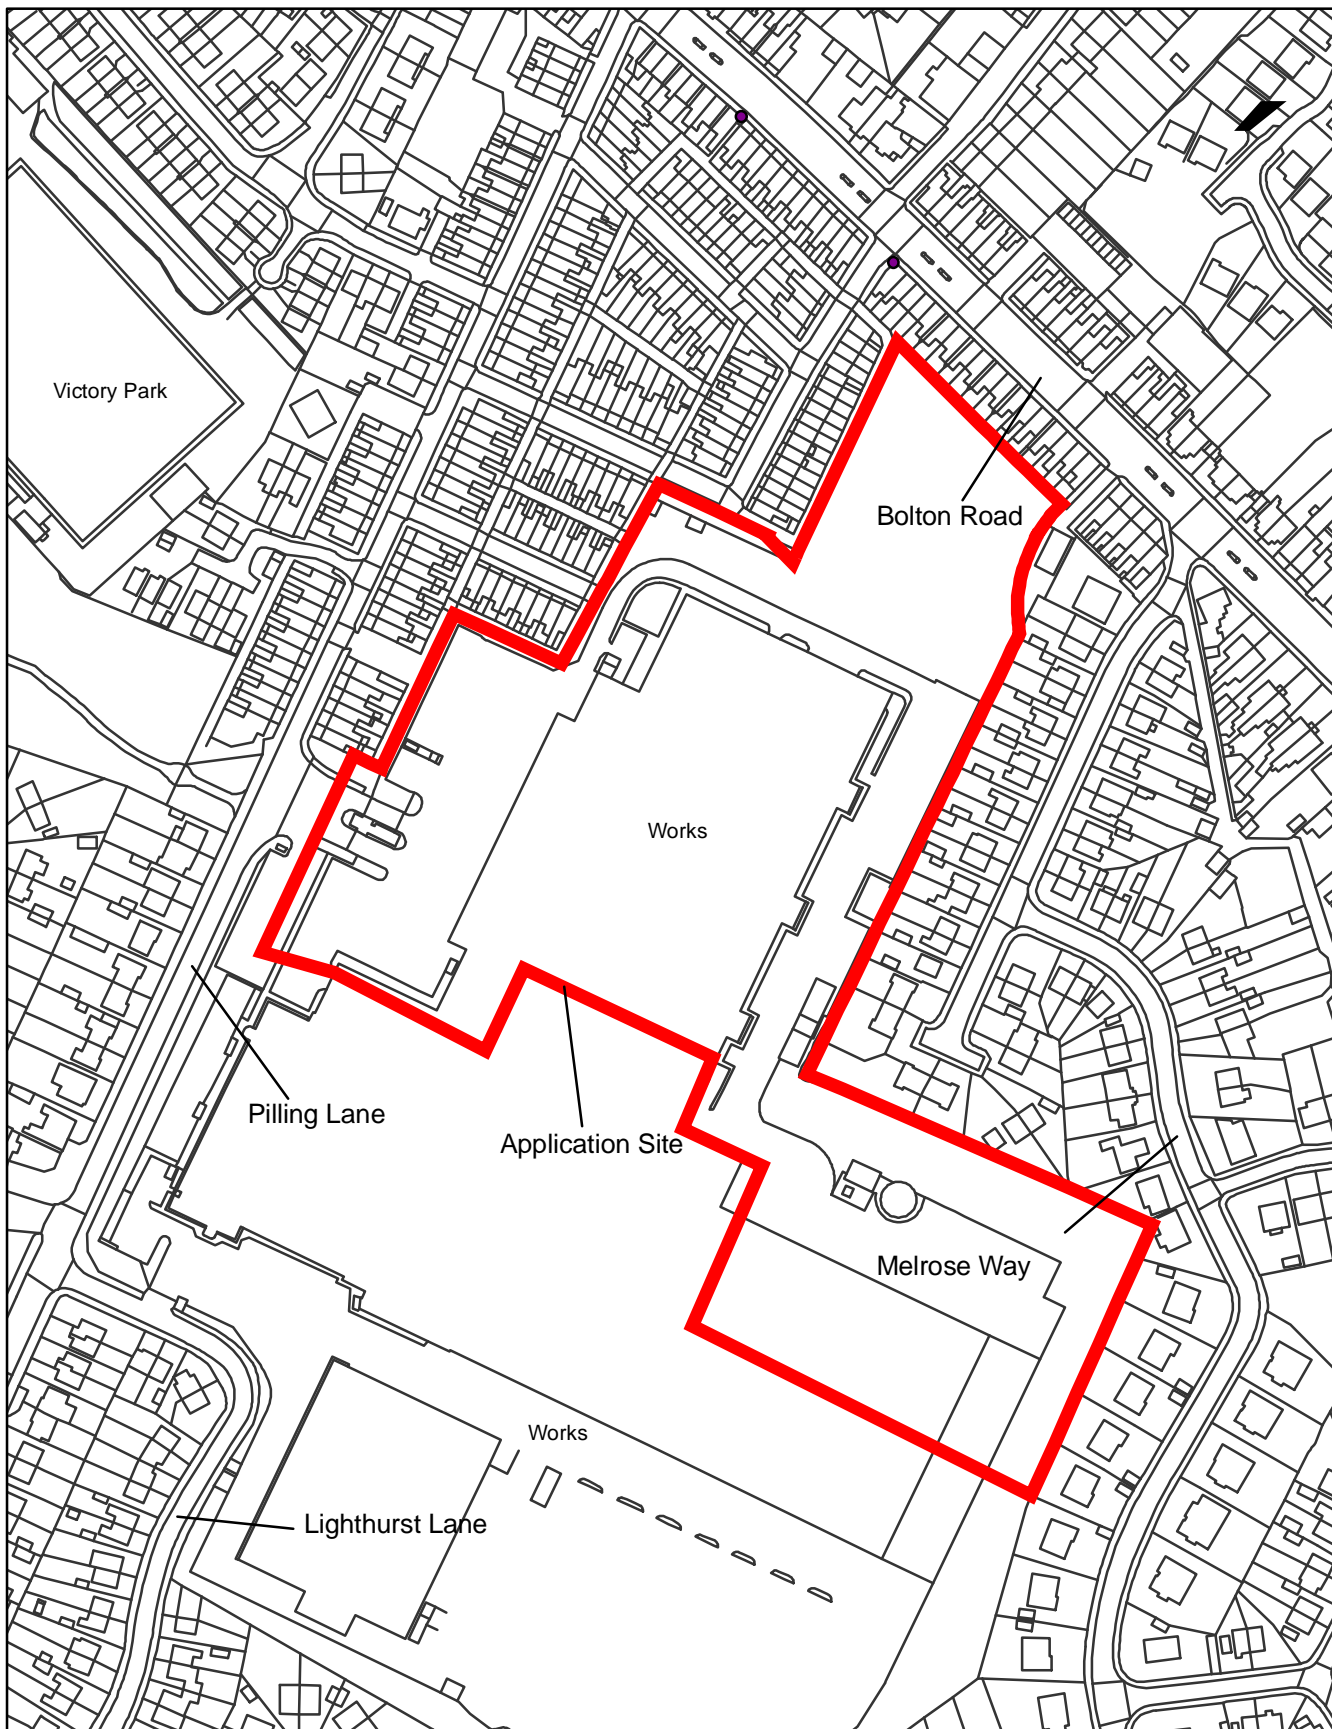 Victory Park
Bolton Road
Works
Pilling Lane
Application Site
Melrose Way
Works
Lighthurst Lane